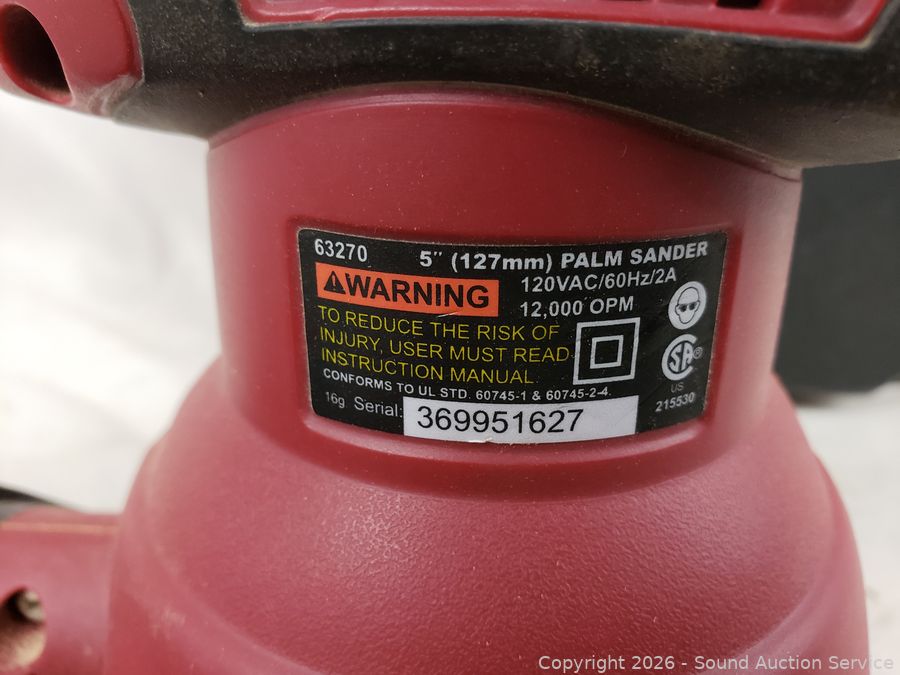 63270 5" (127mm) PALM SANDER
⚠WARNING
120VAC/60Hz/2A
12,000 OPM
TO REDUCE THE RISK OF
INJURY, USER MUST READ
INSTRUCTION MANUAL.
CONFORMS TO UL STD. 60745-1 & 60745-2-4.
SA®
US
215530
16g Serial: 369951627
Copyright © 2026 - Sound Auction Service